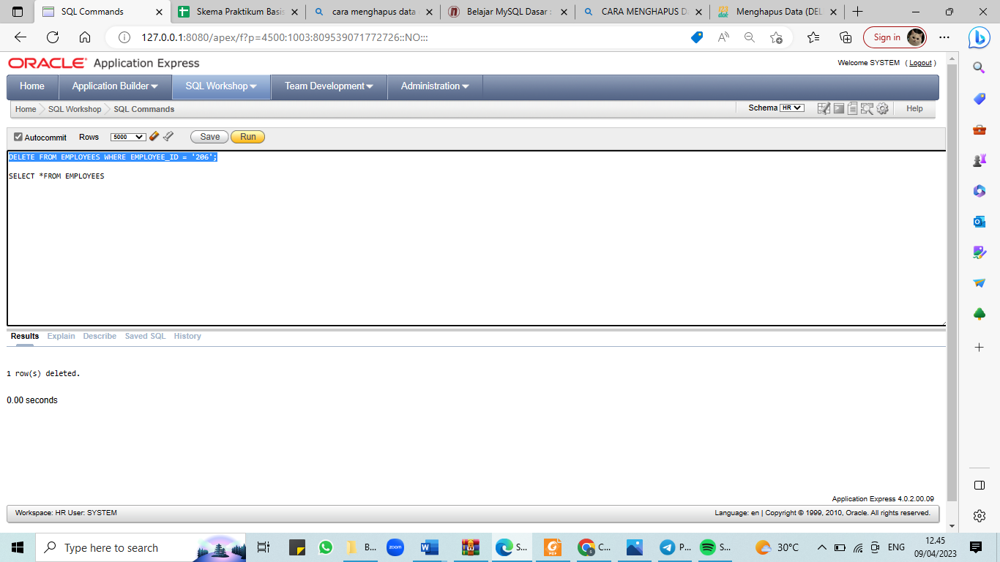 SQL Commands
Skema Praktikum Basis
cara menghapus data
Belajar MySQL Dasar :
CARA MENGHAPUS D
Menghapus Data (DEL
127.0.0.1:8080/apex/f?p=4500:1003:809539071772726::NO:::
Sign in
ORACLE Application Express
Welcome SYSTEM ( Logout )
Home
Application Builder
SQL Workshop
Team Development
Administration
Home
SQL Workshop
SQL Commands
Schema HR
Help
Autocommit
Rows
5000
Save
Run
DELETE FROM EMPLOYEES WHERE EMPLOYEE_ID = '206';
SELECT *FROM EMPLOYEES
Results
Explain
Describe
Saved SQL
History
1 row(s) deleted.
0.00 seconds
Application Express 4.0.2.00.09
Workspace: HR User: SYSTEM
Language: en | Copyright © 1999, 2010, Oracle. All rights reserved.
Type here to search
B...
zoom
S...
PDF
C...
P...
S...
30°C
ENG
12.45
09/04/2023